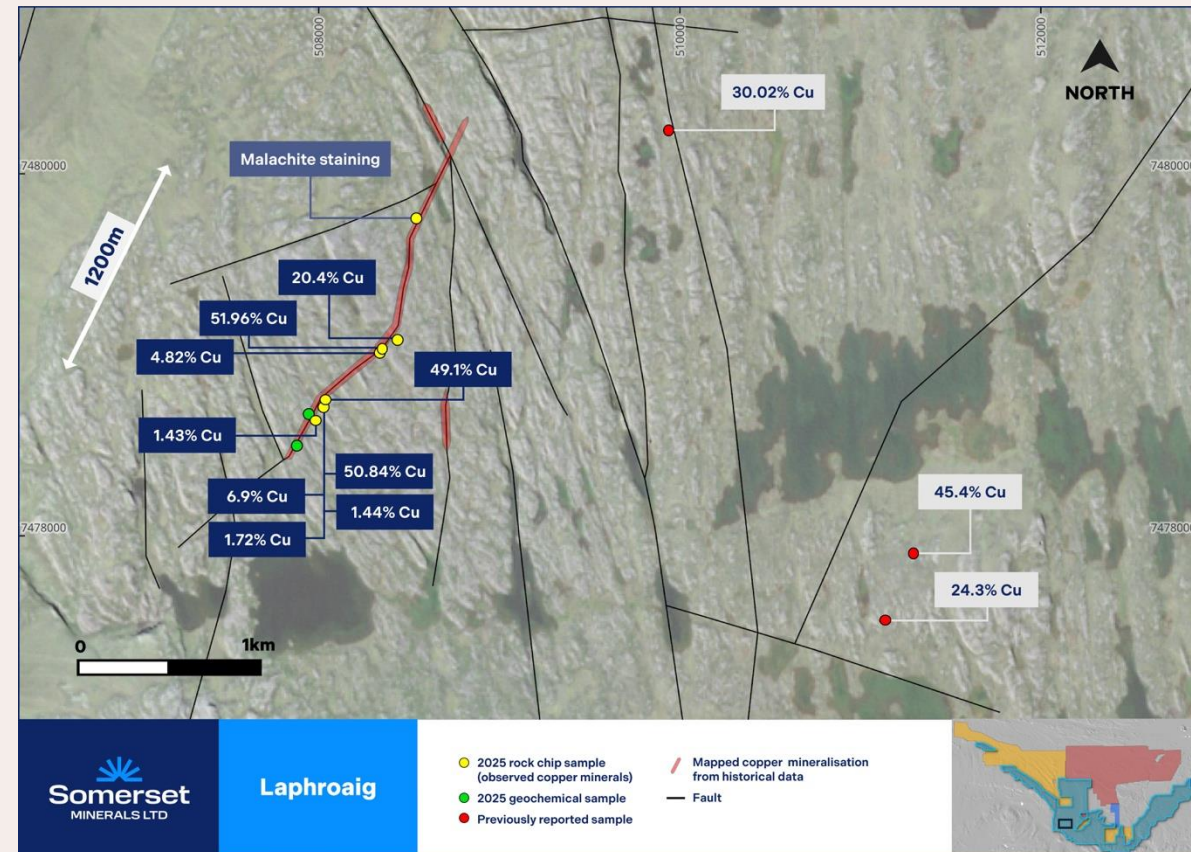 508000
510000
512000
NORTH
30.02% Cu
Malachite staining
7480000
7480000
1200m
20.4% Cu
51.96% Cu
4.82% Cu
49.1% Cu
1.43% Cu
50.84% Cu
6.9% Cu
1.44% Cu
1.72% Cu
45.4% Cu
7478000
7478000
24.3% Cu
0 1km
Somerset
MINERALS LTD
Laphroaig
2025 rock chip sample
(observed copper minerals)
2025 geochemical sample
Previously reported sample
Mapped copper mineralisation
from historical data
Fault